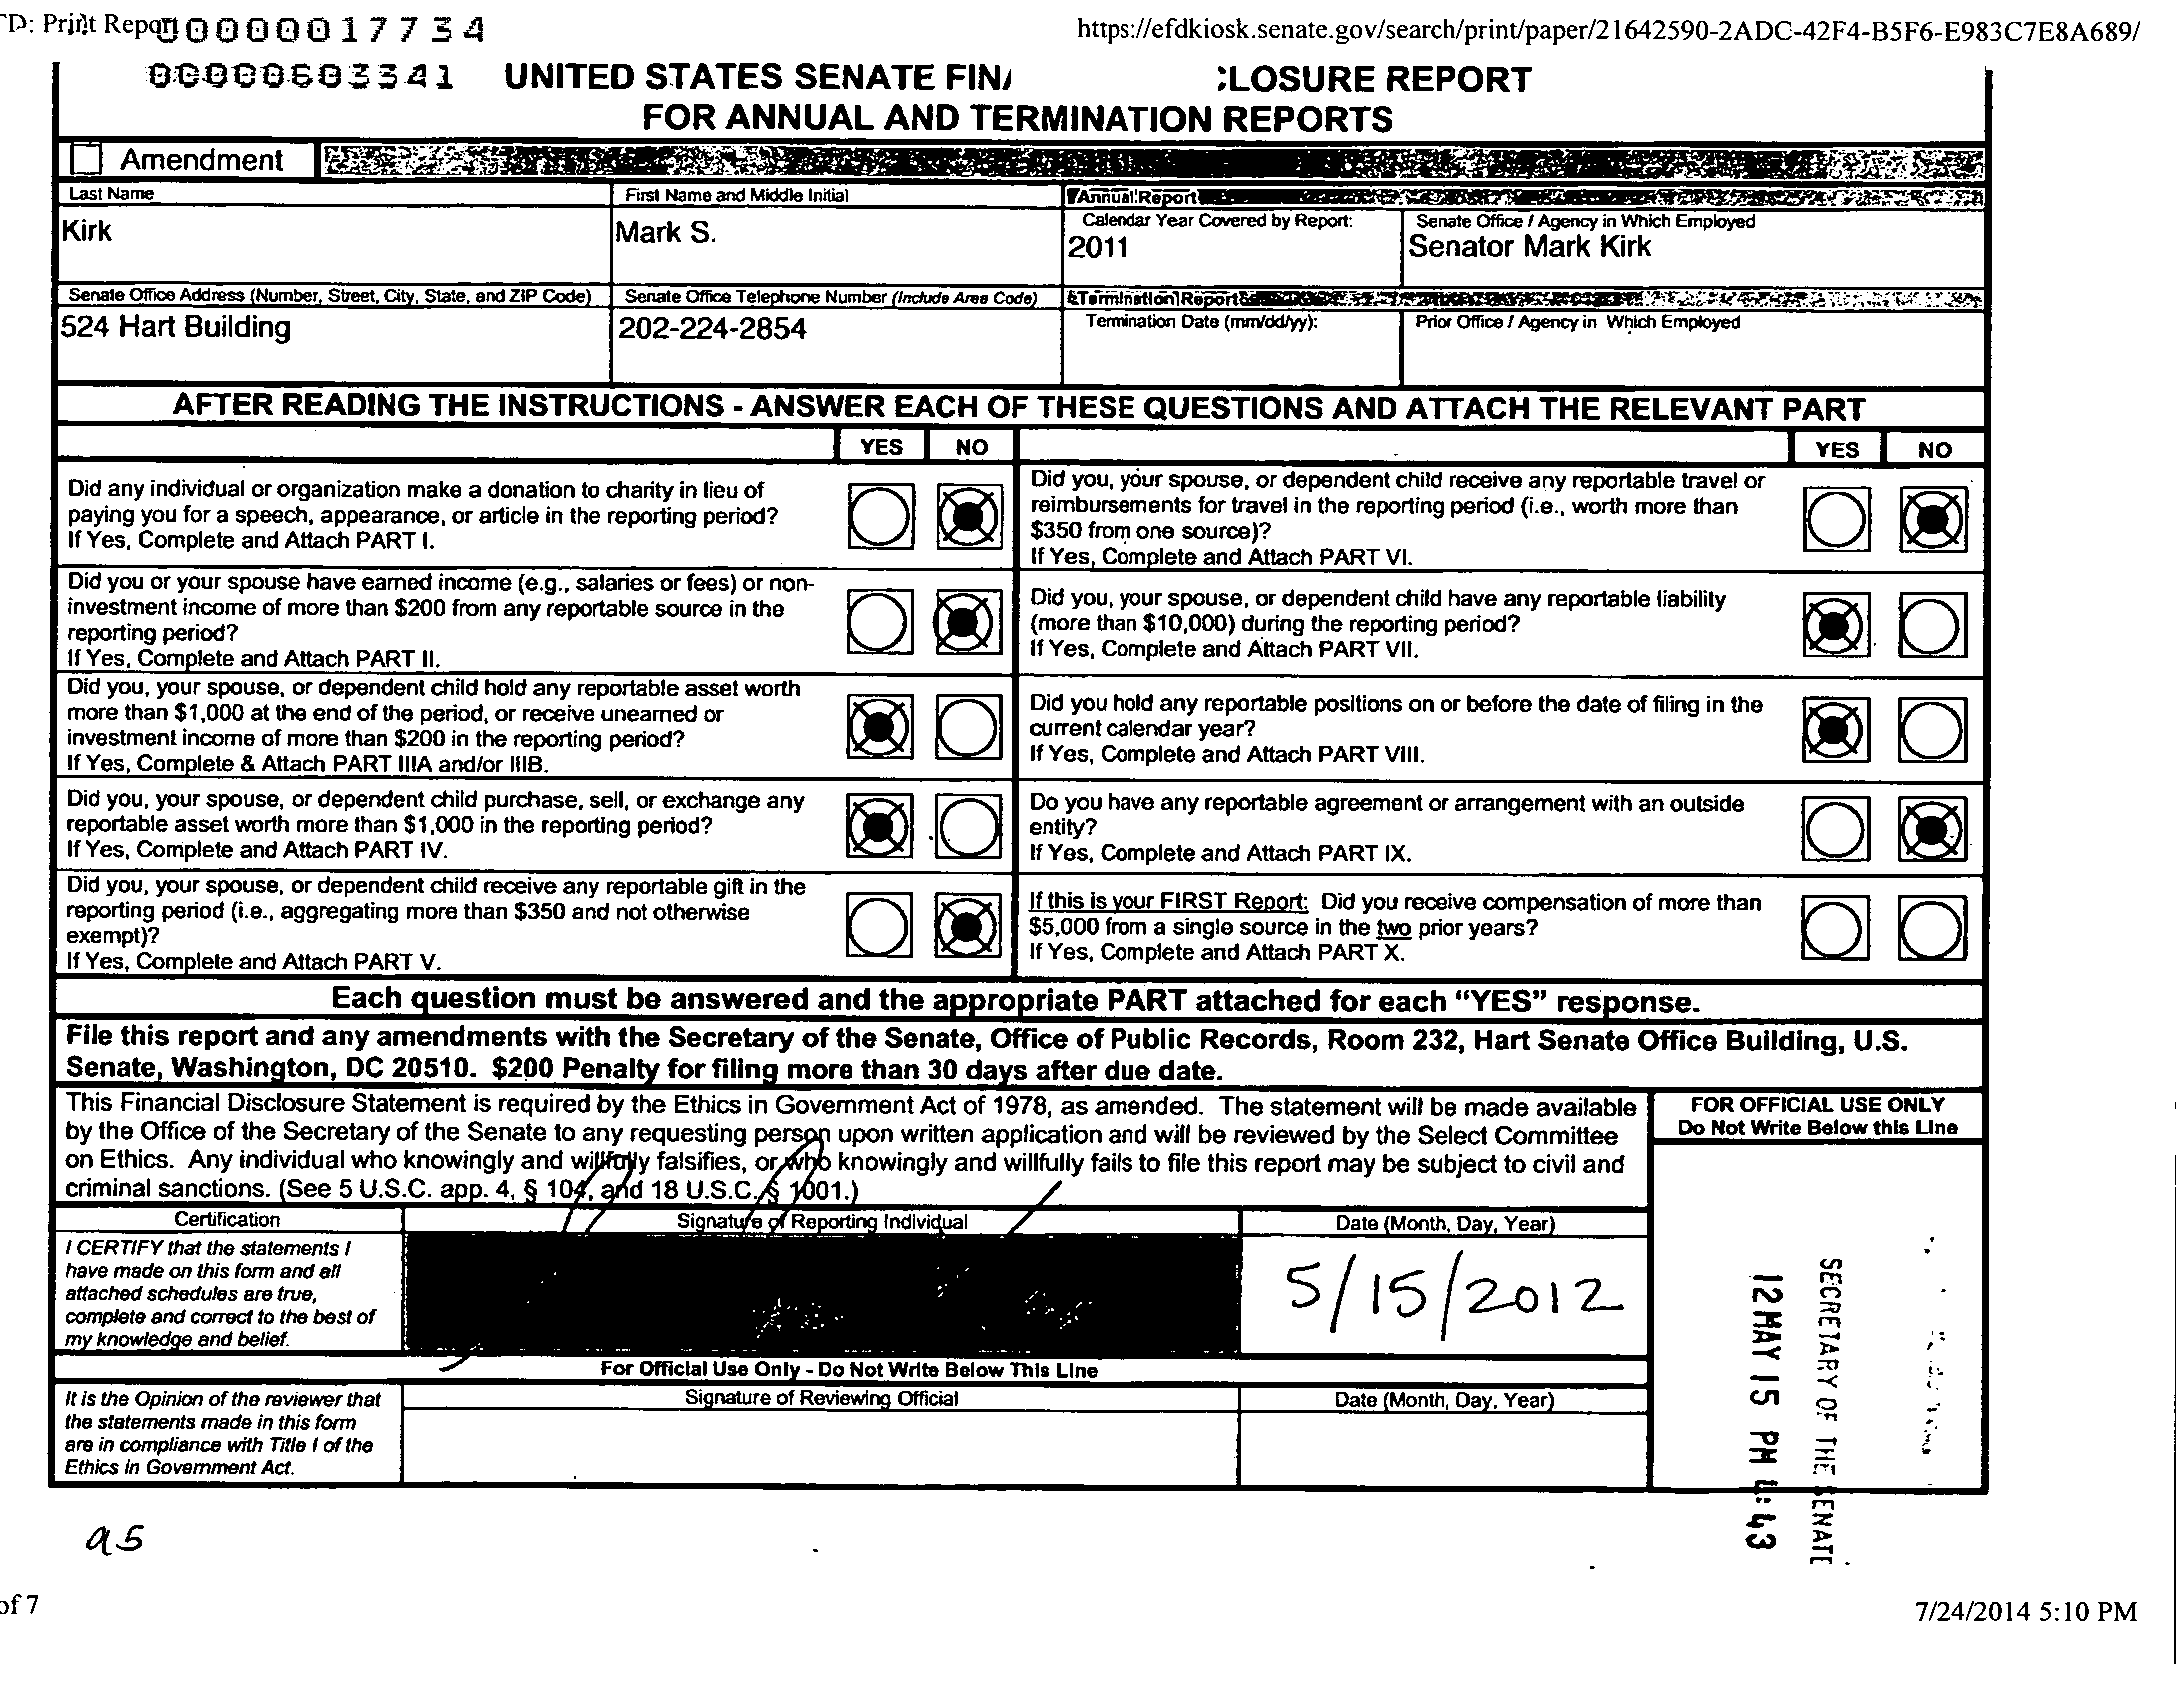 TD: Print Report 00000017734
https://efdkiosk.senate.gov/search/print/paper/21642590-2ADC-42F4-B5F6-E983C7E8A689/
00000603341
UNITED STATES SENATE FIN CLOSURE REPORT
FOR ANNUAL AND TERMINATION REPORTS
Amendment
Last Name
First Name and Middle Initial
Annual Report
Kirk
Mark S.
Calendar Year Covered by Report:
2011
Senate Office / Agency in Which Employed
Senator Mark Kirk
Senate Office Address (Number, Street, City, State, and ZIP Code)
Senate Office Telephone Number (Include Area Code)
Termination Report
524 Hart Building
202-224-2854
Termination Date (mm/dd/yy):
Prior Office / Agency in Which Employed
AFTER READING THE INSTRUCTIONS - ANSWER EACH OF THESE QUESTIONS AND ATTACH THE RELEVANT PART
YES NO
Did any individual or organization make a donation to charity in lieu of
paying you for a speech, appearance, or article in the reporting period?
If Yes, Complete and Attach PART I.
Did you or your spouse have earned income (e.g., salaries or fees) or non-
investment income of more than $200 from any reportable source in the
reporting period?
If Yes, Complete and Attach PART II.
Did you, your spouse, or dependent child hold any reportable asset worth
more than $1,000 at the end of the period, or receive unearned or
investment income of more than $200 in the reporting period?
If Yes, Complete & Attach PART IIIA and/or IIIB.
Did you, your spouse, or dependent child purchase, sell, or exchange any
reportable asset worth more than $1,000 in the reporting period?
If Yes, Complete and Attach PART IV.
Did you, your spouse, or dependent child receive any reportable gift in the
reporting period (i.e., aggregating more than $350 and not otherwise
exempt)?
If Yes, Complete and Attach PART V.
YES NO
Did you, your spouse, or dependent child receive any reportable travel or
reimbursements for travel in the reporting period (i.e., worth more than
$350 from one source)?
If Yes, Complete and Attach PART VI.
Did you, your spouse, or dependent child have any reportable liability
(more than $10,000) during the reporting period?
If Yes, Complete and Attach PART VII.
Did you hold any reportable positions on or before the date of filing in the
current calendar year?
If Yes, Complete and Attach PART VIII.
Do you have any reportable agreement or arrangement with an outside
entity?
If Yes, Complete and Attach PART IX.
If this is your FIRST Report: Did you receive compensation of more than
$5,000 from a single source in the two prior years?
If Yes, Complete and Attach PART X.
Each question must be answered and the appropriate PART attached for each "YES" response.
File this report and any amendments with the Secretary of the Senate, Office of Public Records, Room 232, Hart Senate Office Building, U.S.
Senate, Washington, DC 20510. $200 Penalty for filing more than 30 days after due date.
This Financial Disclosure Statement is required by the Ethics in Government Act of 1978, as amended. The statement will be made available
by the Office of the Secretary of the Senate to any requesting person upon written application and will be reviewed by the Select Committee
on Ethics. Any individual who knowingly and willfully falsifies, or who knowingly and willfully fails to file this report may be subject to civil and
criminal sanctions. (See 5 U.S.C. app. 4, § 104, and 18 U.S.C. § 1001.)
FOR OFFICIAL USE ONLY
Do Not Write Below this Line
Certification
Signature of Reporting Individual
Date (Month, Day, Year)
I CERTIFY that the statements I
have made on this form and all
attached schedules are true,
complete and correct to the best of
my knowledge and belief.
5/15/2012
For Official Use Only - Do Not Write Below This Line
It is the Opinion of the reviewer that
the statements made in this form
are in compliance with Title I of the
Ethics in Government Act.
Signature of Reviewing Official
Date (Month, Day, Year)
SECRETARY OF THE SENATE
12 MAY 15 PM 4:43
as
of 7
7/24/2014 5:10 PM